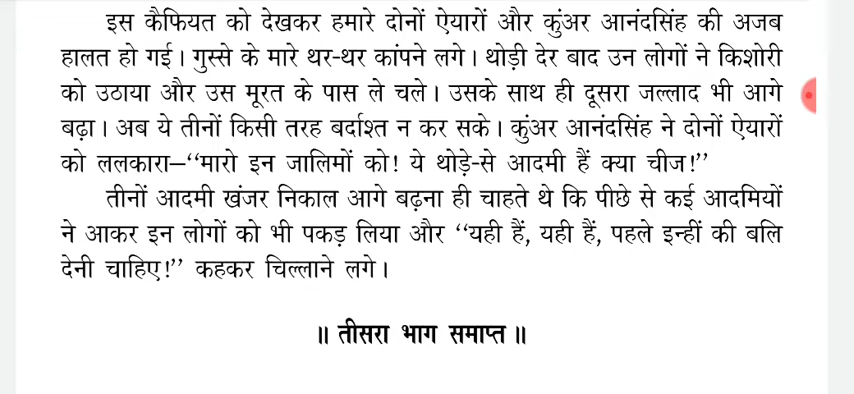 इस कैफियत को देखकर हमारे दोनों ऐयारों और कुंअर आनंदसिंह की अजब
हालत हो गई। गुस्से के मारे थर-थर कांपने लगे। थोड़ी देर बाद उन लोगों ने किशोरी
को उठाया और उस मूरत के पास ले चले। उसके साथ ही दूसरा जल्लाद भी आगे
बढ़ा। अब ये तीनों किसी तरह बर्दाश्त न कर सके। कुंअर आनंदसिंह ने दोनों ऐयारों
को ललकारा–‘‘मारो इन जालिमों को! ये थोड़े-से आदमी हैं क्या चीज!’’
तीनों आदमी खंजर निकाल आगे बढ़ना ही चाहते थे कि पीछे से कई आदमियों
ने आकर इन लोगों को भी पकड़ लिया और ‘‘यही हैं, यही हैं, पहले इन्हीं की बलि
देनी चाहिए!’’ कहकर चिल्लाने लगे।
॥ तीसरा भाग समाप्त ॥